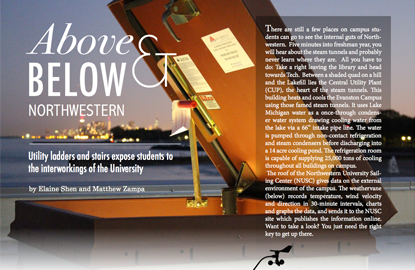 Above &
BELOW
NORTHWESTERN
Utility ladders and stairs expose students to
the interworkings of the University
by Elaine Shen and Matthew Zampa
There are still a few places on campus stu-
dents can go to see the internal guts of North-
western. Five minutes into freshman year, you
will hear about the steam tunnels and probably
never learn where they are. All you have to
do: Take a right leaving the library and head
towards Tech. Between a shaded quad on a hill
and the Lakefill lies the Central Utility Plant
(CUP), the heart of the steam tunnels. This
building heats and cools the Evanston Campus
using those famed steam tunnels. It uses Lake
Michigan water as a once-through condens-
er water system drawing cooling water from
the lake via a 66" intake pipe line. The water
is pumped through non-contact refrigeration
and steam condensers before discharging into
a 14 acre cooling pond. The refrigeration room
is capable of supplying 25,000 tons of cooling
throughout all buildings on campus.
The roof of the Northwestern University Sail-
ing Center (NUSC) gives data on the external
environment of the campus. The weathervane
(below) records temperature, wind velocity
and direction in 30-minute intervals, charts
and graphs the data, and sends it to the NUSC
site which publishes the information online.
Want to take a look? You just need the right
key to get up there.